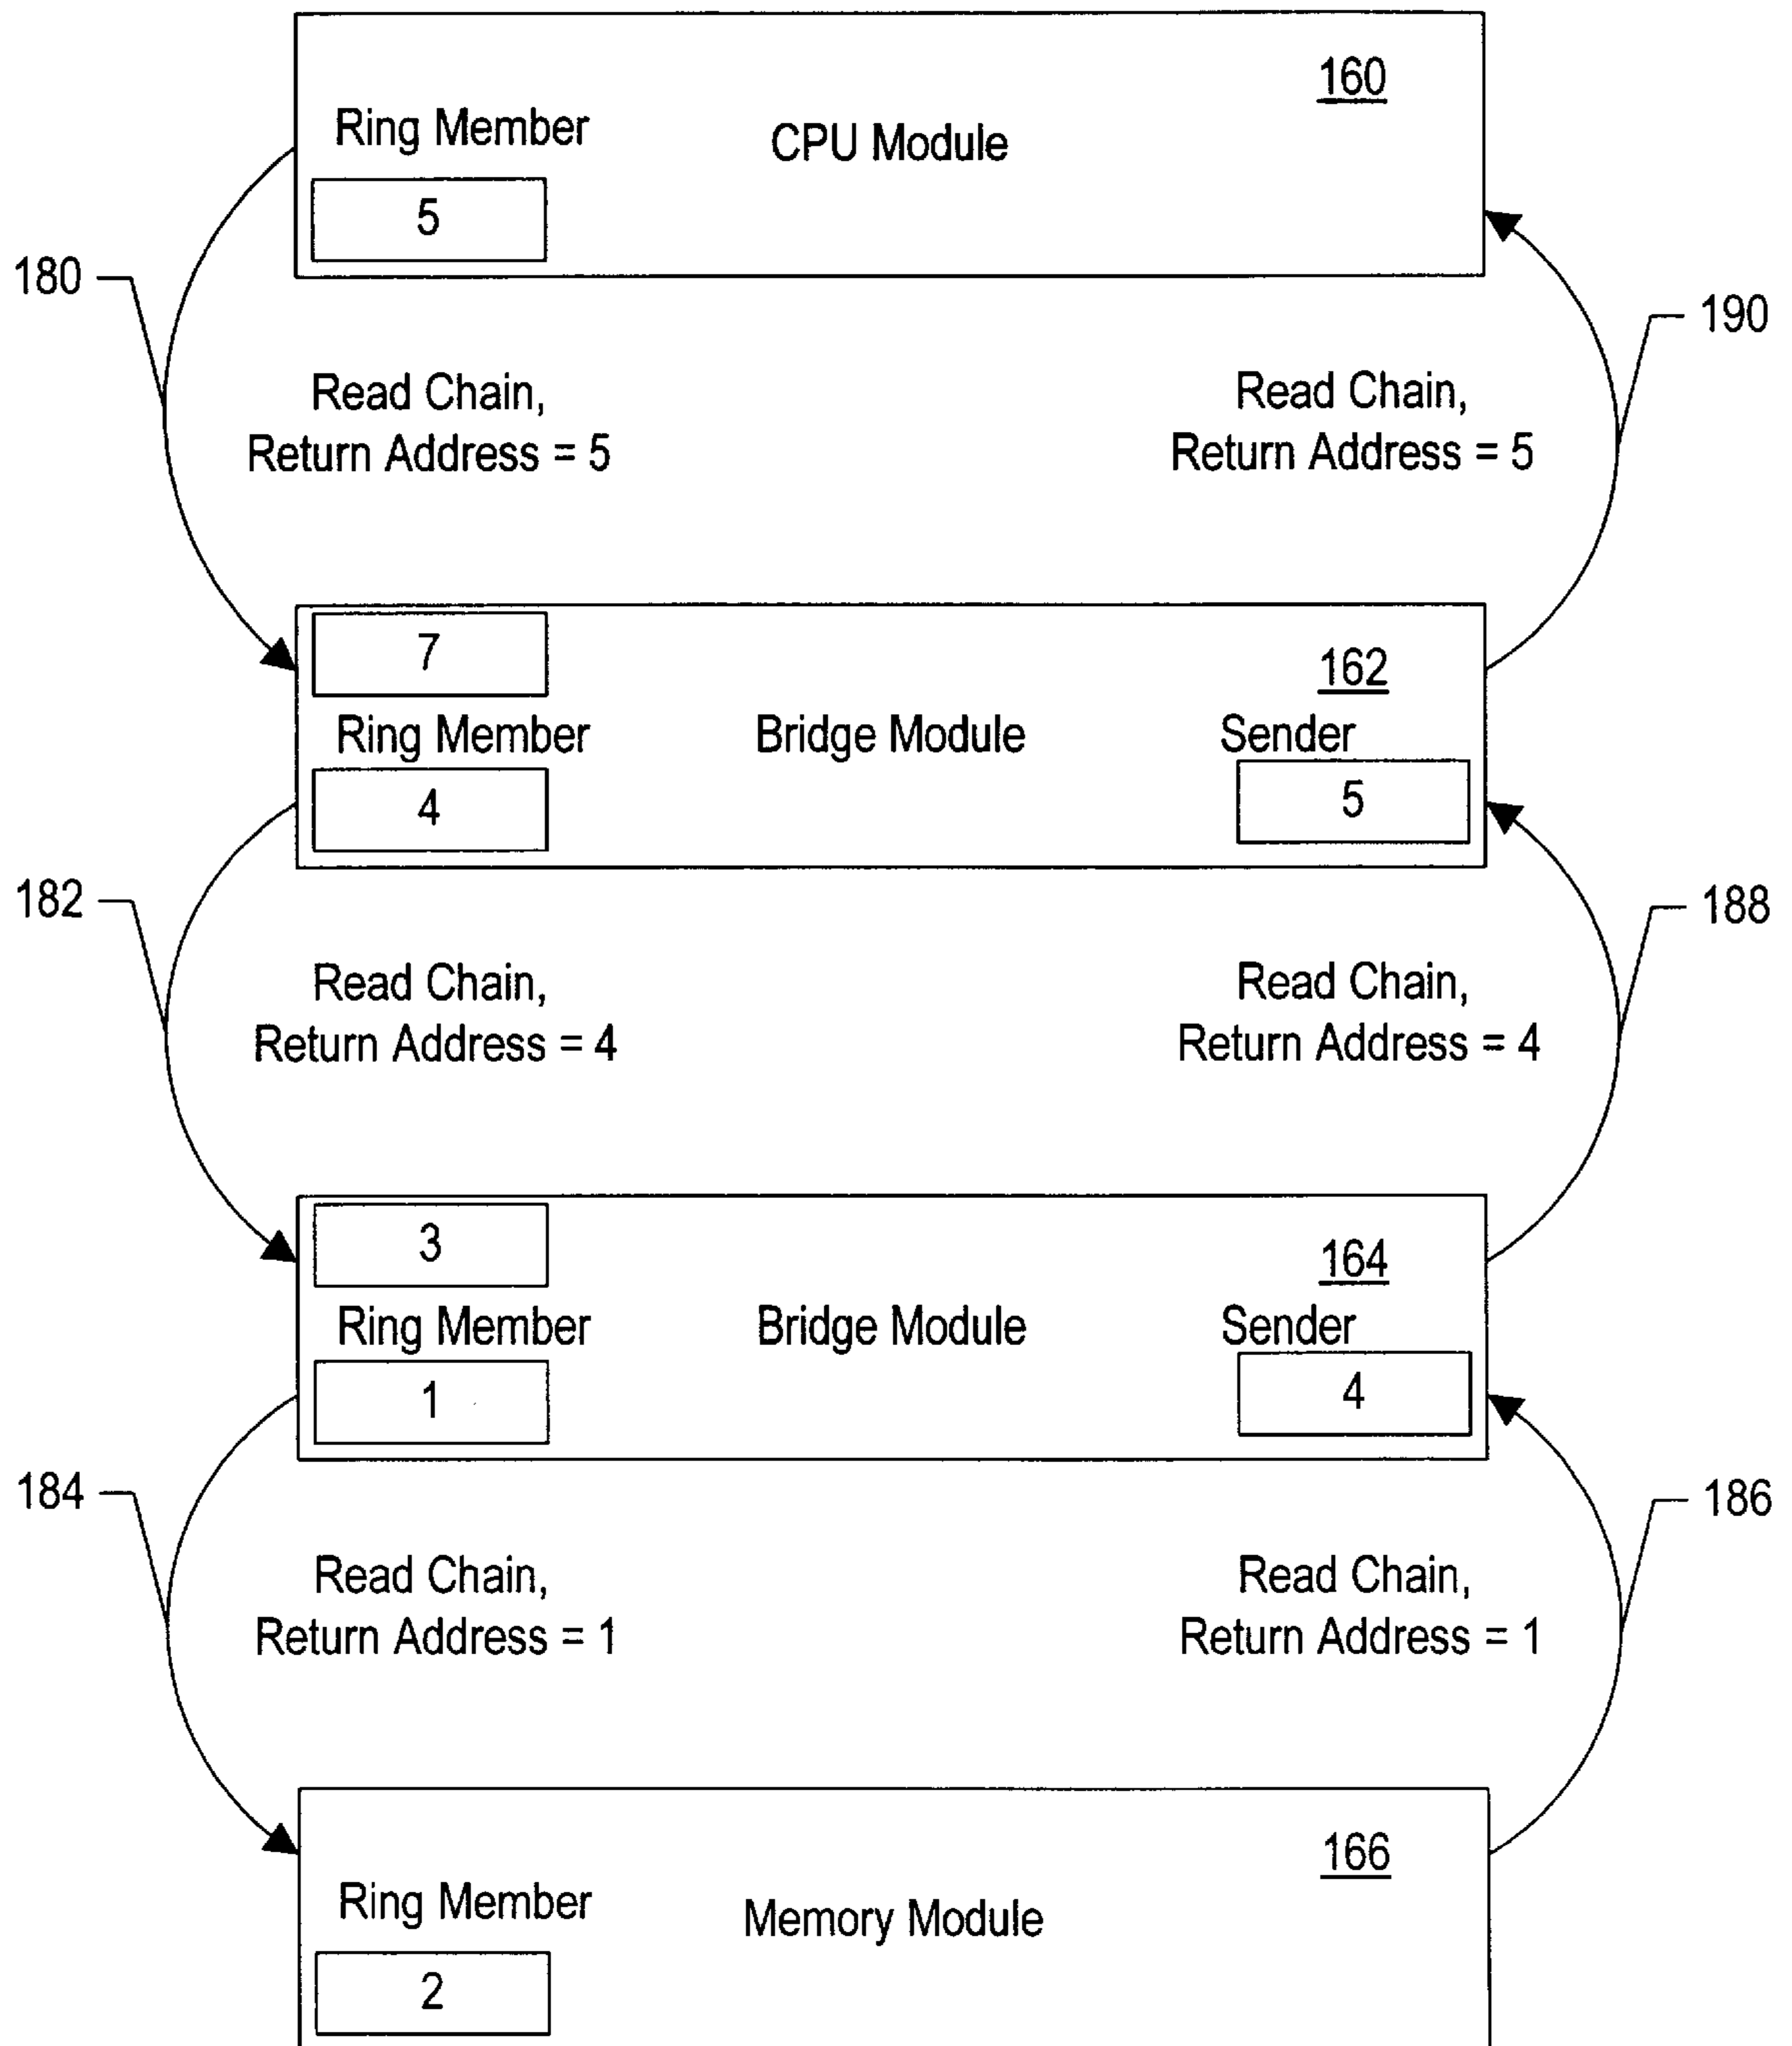 160
Ring Member
CPU Module
5
180
190
Read Chain,
Return Address = 5
Read Chain,
Return Address = 5
7
162
Ring Member
Bridge Module
Sender
4
5
182
188
Read Chain,
Return Address = 4
Read Chain,
Return Address = 4
3
164
Ring Member
Bridge Module
Sender
1
4
184
186
Read Chain,
Return Address = 1
Read Chain,
Return Address = 1
166
Ring Member
Memory Module
2